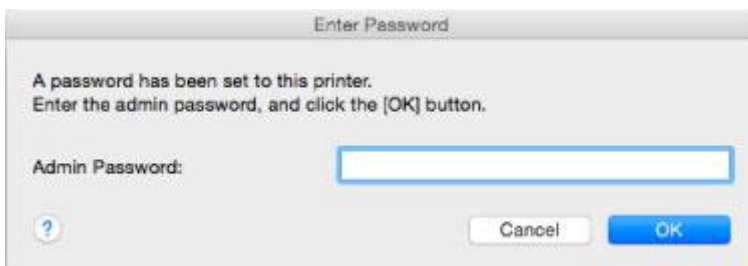 Enter Password
A password has been set to this printer.
Enter the admin password, and click the [OK] button.
Admin Password:
?
Cancel
OK